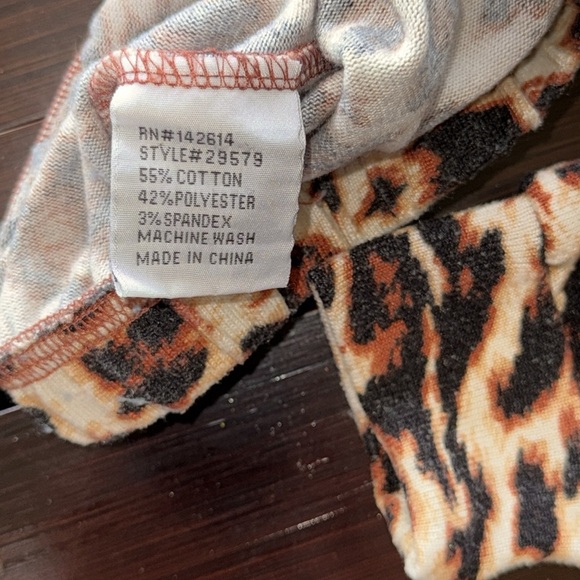 RN#142614
STYLE#29579
55% COTTON
42%POLYESTER
3%SPANDEX
MACHINE WASH
MADE IN CHINA